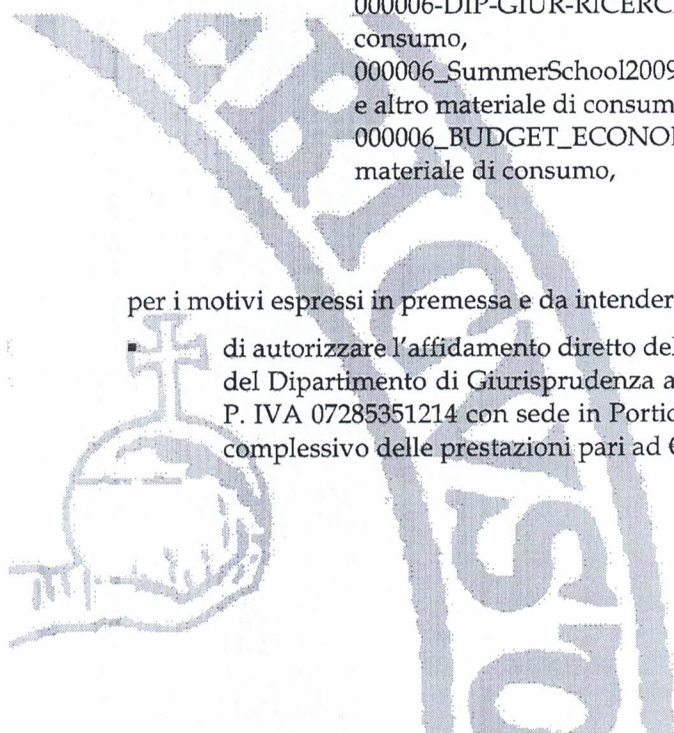 000006-DIP-GIUR-RICERCA
consumo,
000006_SummerSchool2009
e altro materiale di consum
000006_BUDGET_ECONO
materiale di consumo,
per i motivi espressi in premessa e da intender
▪ di autorizzare l'affidamento diretto del
del Dipartimento di Giurisprudenza a
P. IVA 07285351214 con sede in Portic
complessivo delle prestazioni pari ad €